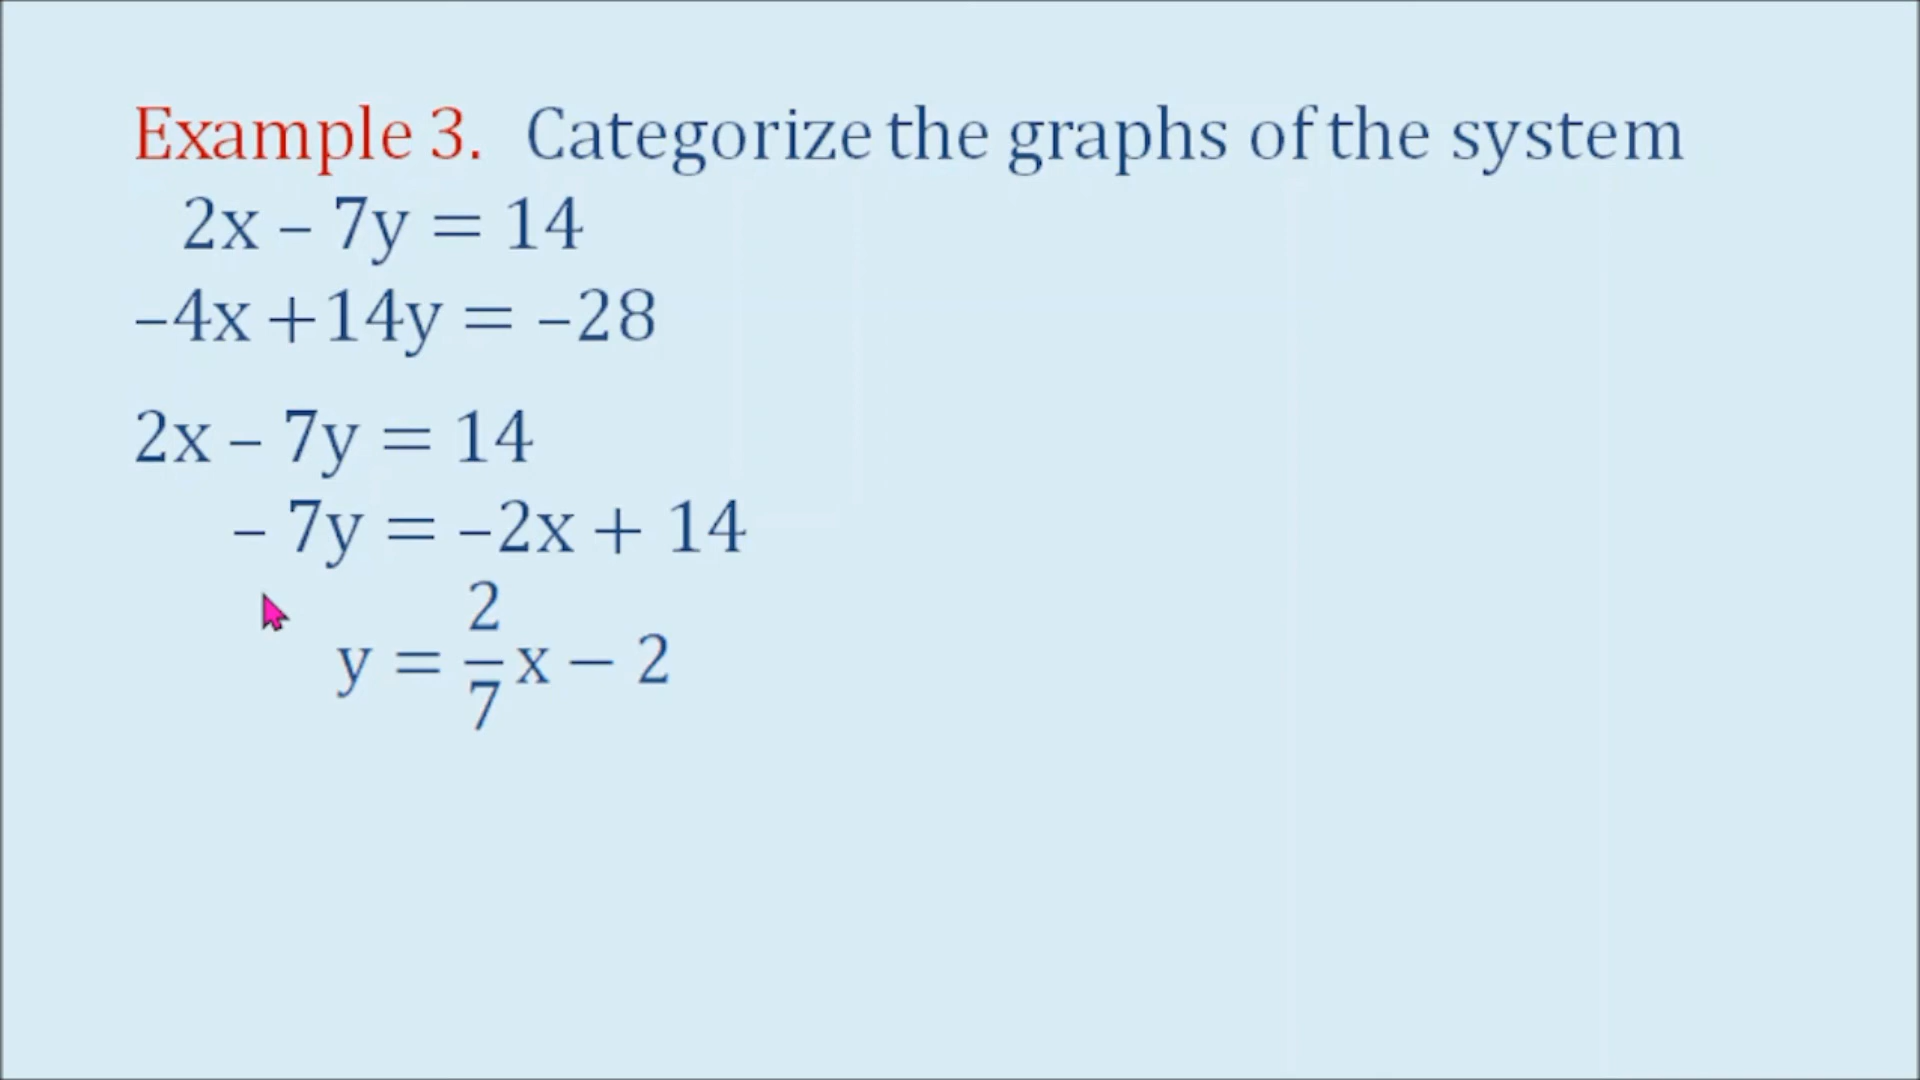 Example 3. Categorize the graphs of the system
2x – 7y = 14
–4x +14y = –28
2x – 7y = 14
– 7y = –2x + 14
y = 2/7 x − 2